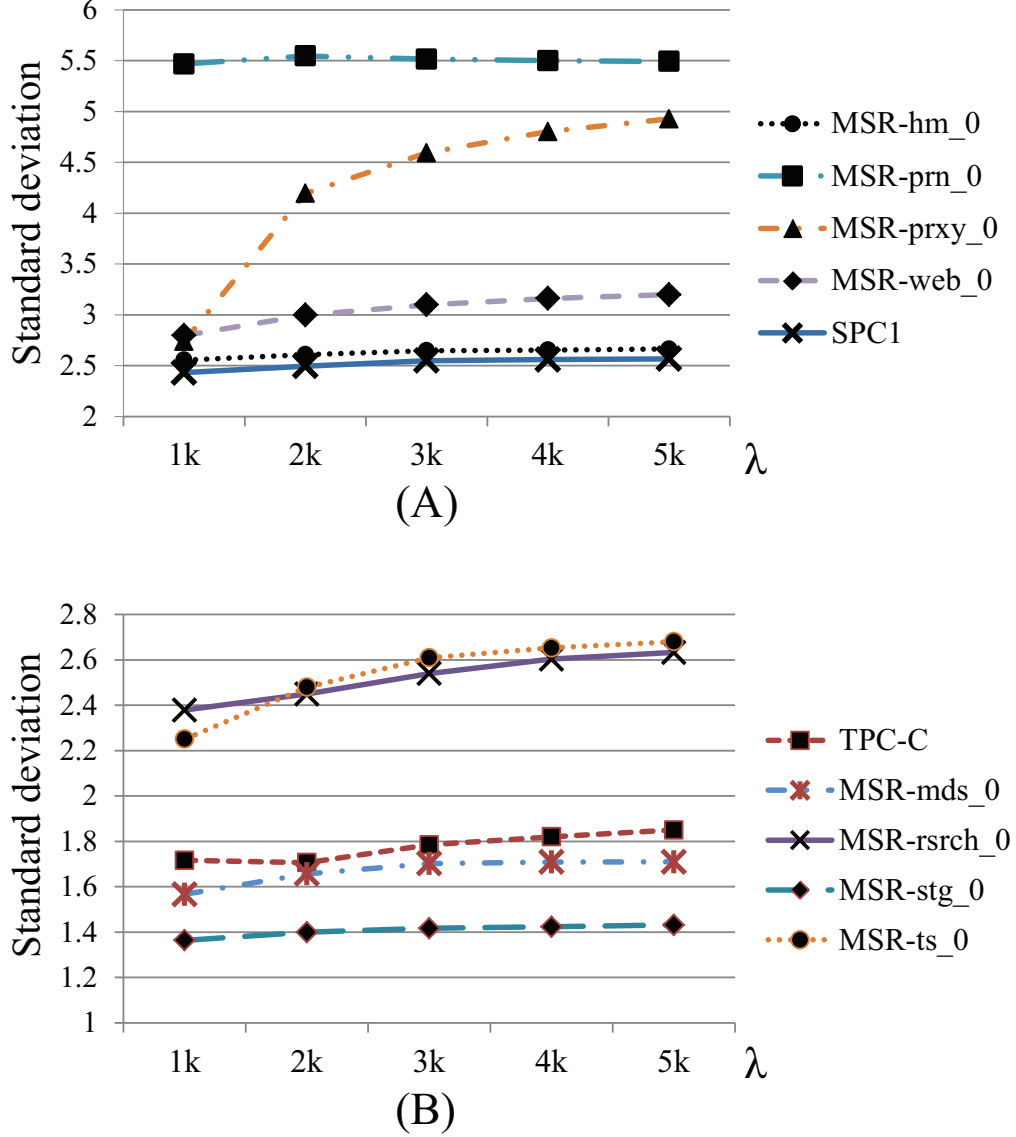 Standard deviation
6
5.5
5
4.5
4
3.5
3
2.5
2
1k 2k 3k 4k 5k λ
MSR-hm_0
MSR-prn_0
MSR-prxy_0
MSR-web_0
SPC1
(A)
Standard deviation
2.8
2.6
2.4
2.2
2
1.8
1.6
1.4
1.2
1
1k 2k 3k 4k 5k λ
TPC-C
MSR-mds_0
MSR-rsrch_0
MSR-stg_0
MSR-ts_0
(B)